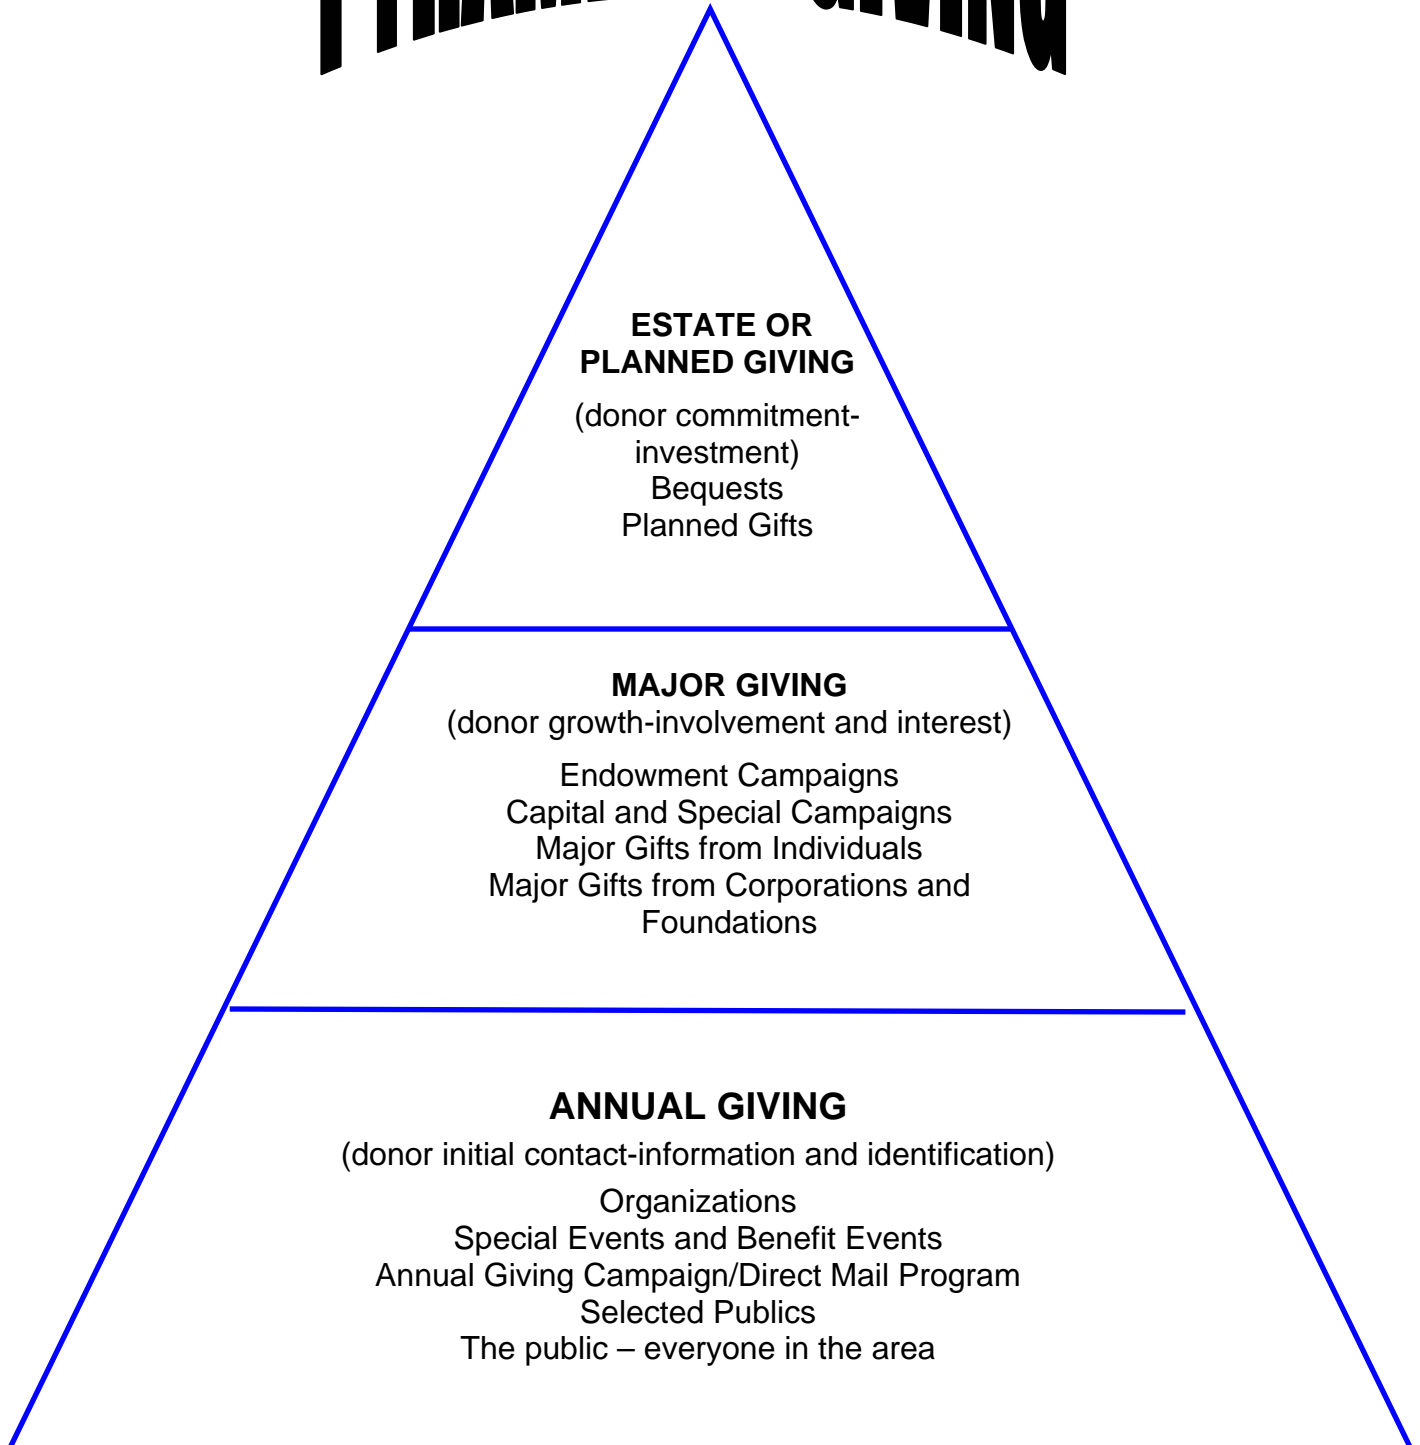 GIVING
ESTATE OR
PLANNED GIVING
(donor commitment-
investment)
Bequests
Planned Gifts
MAJOR GIVING
(donor growth-involvement and interest)
Endowment Campaigns
Capital and Special Campaigns
Major Gifts from Individuals
Major Gifts from Corporations and
Foundations
ANNUAL GIVING
(donor initial contact-information and identification)
Organizations
Special Events and Benefit Events
Annual Giving Campaign/Direct Mail Program
Selected Publics
The public – everyone in the area